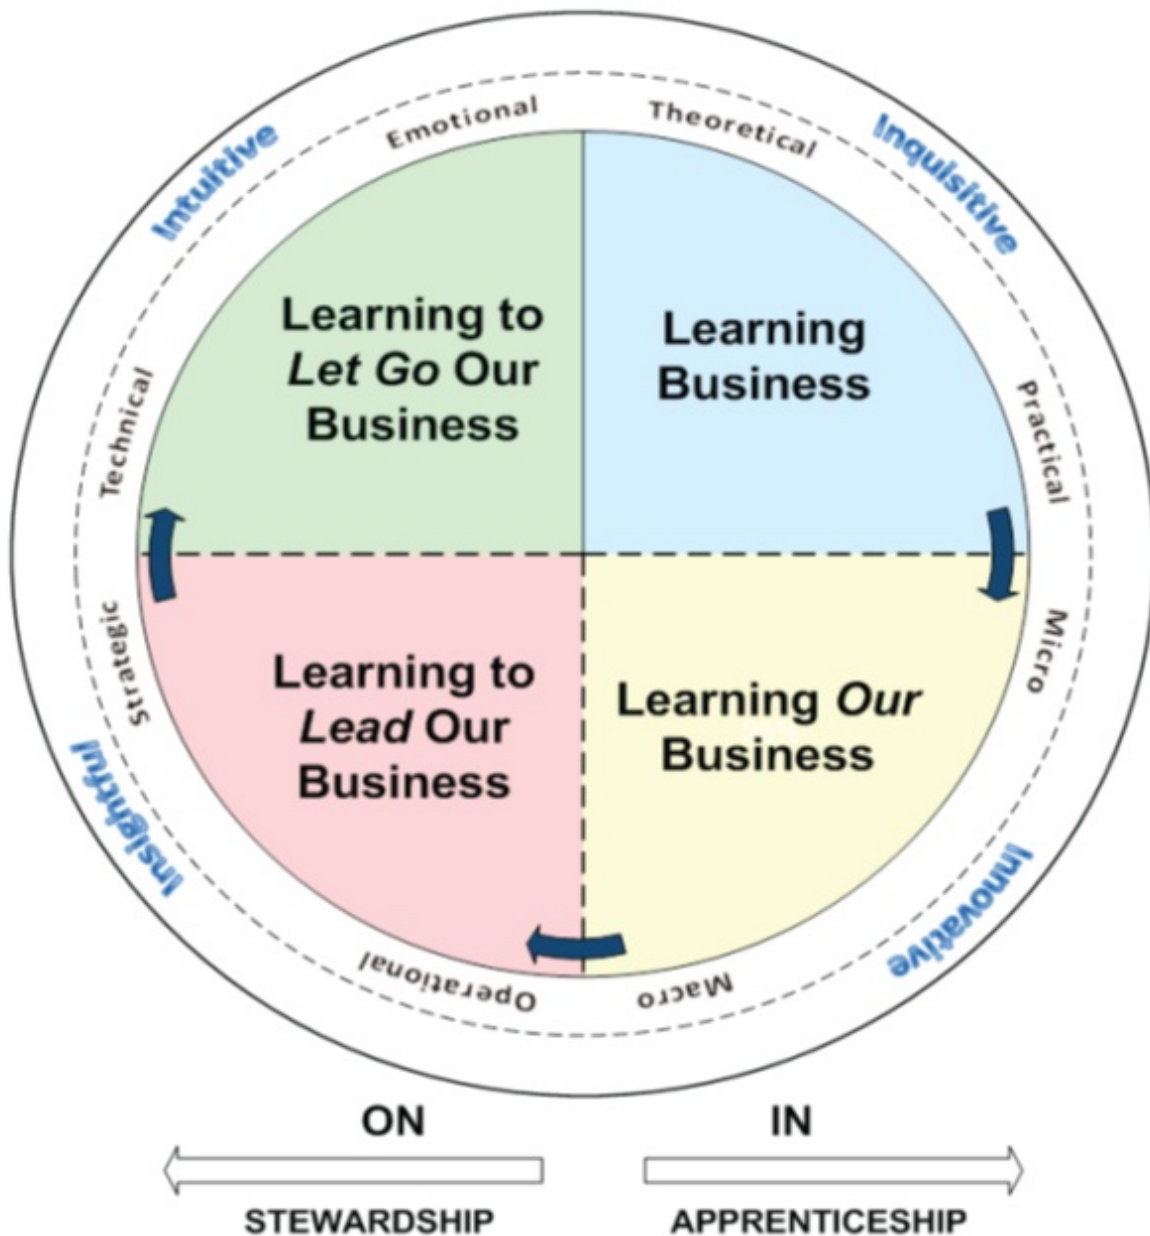 Emotional
Theoretical
Intuitive
Inquisitive
Learning to
Let Go Our
Business
Learning
Business
Technical
Practical
Strategic
Micro
Learning to
Lead Our
Business
Learning Our
Business
Insightful
Innovative
Operational
Macro
ON
IN
STEWARDSHIP
APPRENTICESHIP